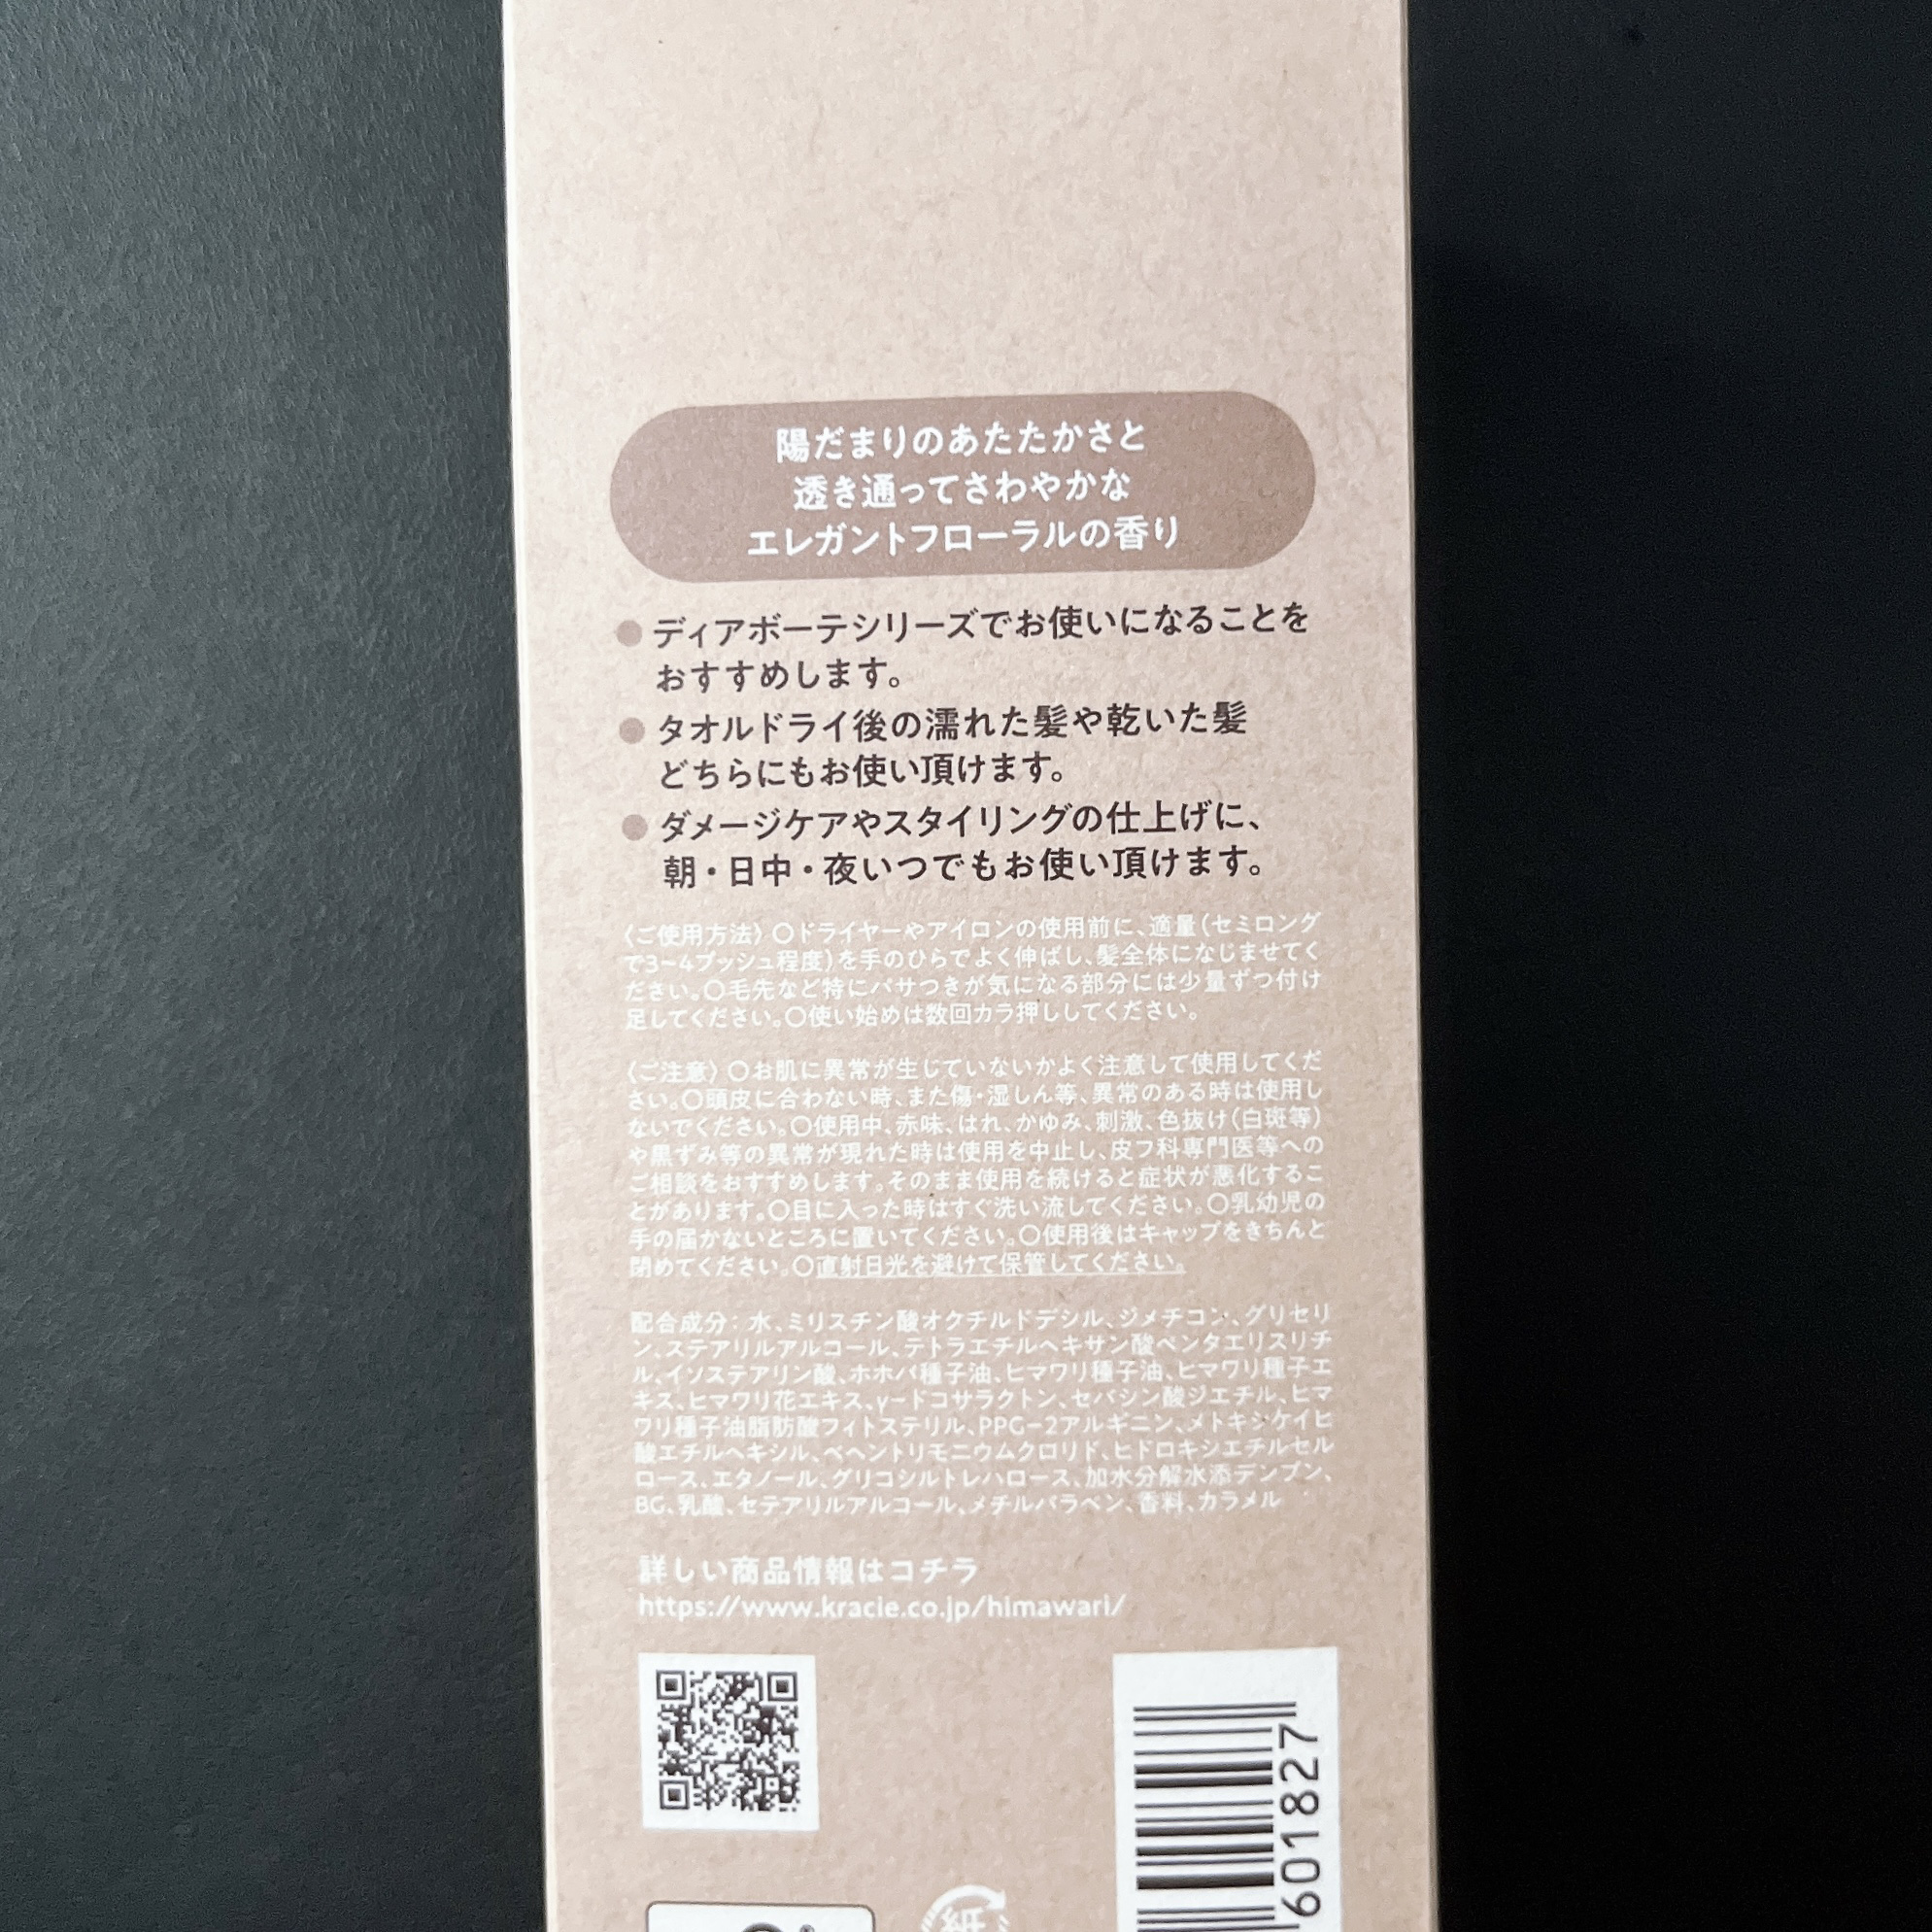 陽だまりのあたたかさと
透き通ってさわやかな
エレガントフローラルの香り
●ディアボーテシリーズでお使いになることを
おすすめします。
●タオルドライ後の濡れた髪や乾いた髪
どちらにもお使い頂けます。
●ダメージケアやスタイリングの仕上げに、
朝・日中・夜いつでもお使い頂けます。
〈ご使用方法〉○ドライヤーやアイロンの使用前に、適量(セミロング
で3~4プッシュ程度)を手のひらでよく伸ばし、髪全体になじませてく
ださい。○毛先など特にパサつきが気になる部分には少量ずつ付け
足してください。○使い始めは数回カラ押ししてください。
〈ご注意〉○お肌に異常が生じていないかよく注意して使用してくだ
さい。○頭皮に合わない時、また傷・湿しん等、異常のある時は使用し
ないでください。○使用中、赤味、はれ、かゆみ、刺激、色抜け(白斑等)
や黒ずみ等の異常が現れた時は使用を中止し、皮フ科専門医等への
ご相談をおすすめします。そのまま使用を続けると症状が悪化するこ
とがあります。○目に入った時はすぐ洗い流してください。○乳幼児の
手の届かないところに置いてください。○使用後はキャップをきちんと
閉めてください。○直射日光を避けて保管してください。
配合成分:水、ミリスチン酸オクチルドデシル、ジメチコン、グリセリ
ン、ステアリルアルコール、テトラエチルヘキサン酸ペンタエリスリチ
ル、イソステアリン酸、ホホバ種子油、ヒマワリ種子油、ヒマワリ種子エ
キス、ヒマワリ花エキス、γ-ドコサラクトン、セバシン酸ジエチル、ヒマ
ワリ種子油脂肪酸フィトステリル、PPG-2アルギニン、メトキシケイヒ
酸エチルヘキシル、ベヘントリモニウムクロリド、ヒドロキシエチルセル
ロース、エタノール、グリコシルトレハロース、加水分解水添デンプン、
BG、乳酸、セテアリルアルコール、メチルパラベン、香料、カラメル
詳しい商品情報はコチラ
https://www.kracie.co.jp/himawari/
601827